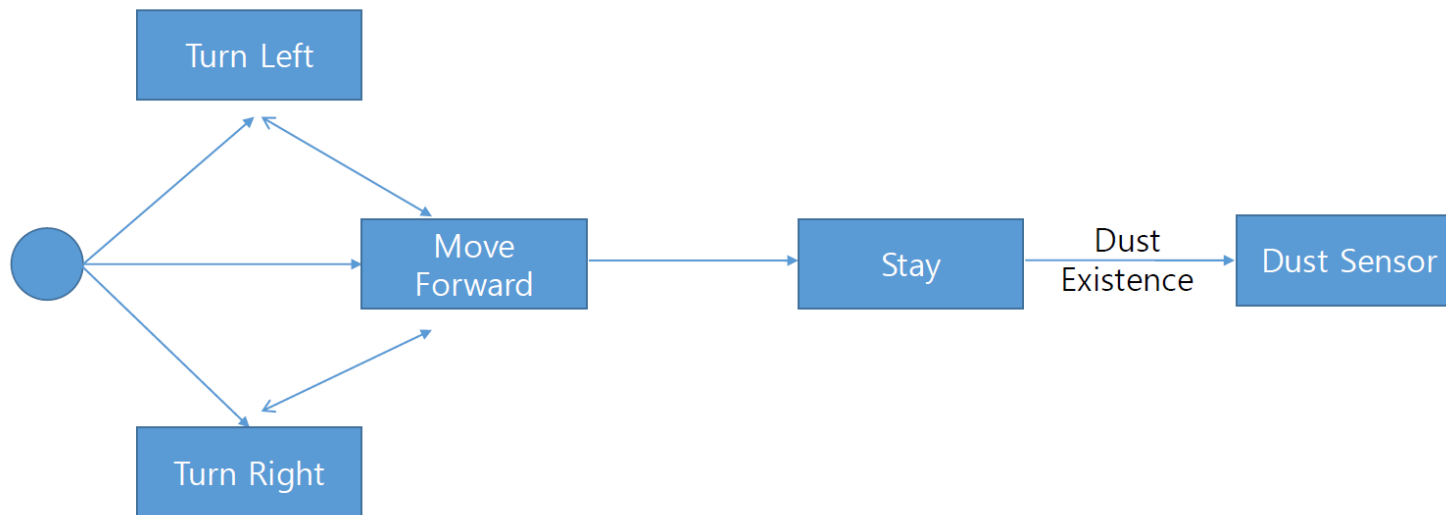 Turn Left
Move
Forward
Stay
Dust
Existence
Dust Sensor
Turn Right